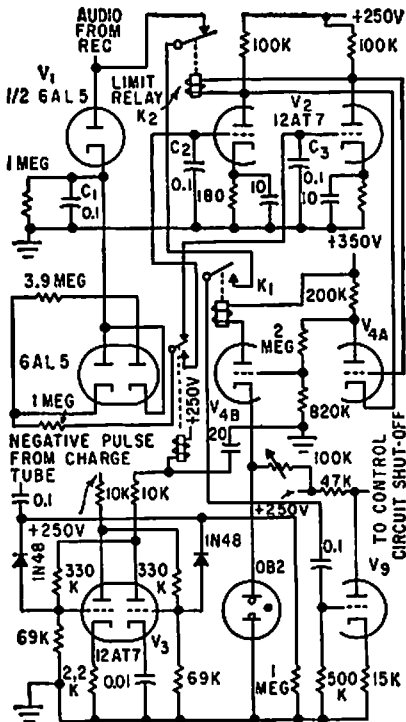 AUDIO
FROM
REC
+250V
100K
100K
V1
1/2 6AL5
LIMIT
RELAY
K2
V2
12AT7
1 MEG
C1
0.1
C2
0.1
180
10
C3
0.1
10
+350V
3.9 MEG
K1
200K
6AL5
2
MEG
V4A
1 MEG
+250V
V4B
820K
NEGATIVE PULSE
FROM CHARGE
TUBE
20
100K
0.1
10K
10K
47K
TO CONTROL
CIRCUIT SHUT-OFF
+250V
+250V
1N48
1N48
0.1
V9
330
K
330
K
0B2
69K
12AT7
V3
2.2
K
0.01
69K
1
MEG
500
K
15K